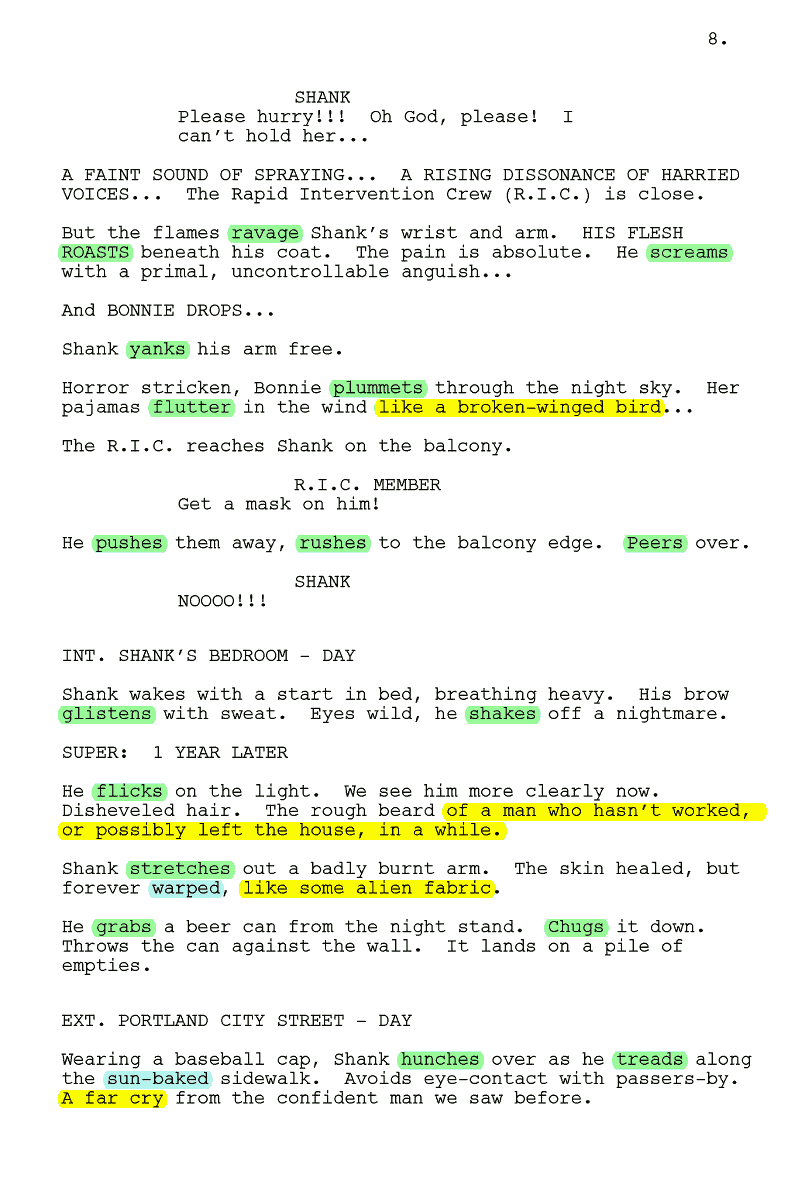 8.
SHANK
Please hurry!!!  Oh God, please!  I
can't hold her...
A FAINT SOUND OF SPRAYING...  A RISING DISSONANCE OF HARRIED
VOICES...  The Rapid Intervention Crew (R.I.C.) is close.
But the flames ravage Shank's wrist and arm.  HIS FLESH
ROASTS beneath his coat.  The pain is absolute.  He screams
with a primal, uncontrollable anguish...
And BONNIE DROPS...
Shank yanks his arm free.
Horror stricken, Bonnie plummets through the night sky.  Her
pajamas flutter in the wind like a broken-winged bird...
The R.I.C. reaches Shank on the balcony.
R.I.C. MEMBER
Get a mask on him!
He pushes them away, rushes to the balcony edge.  Peers over.
SHANK
NOOOO!!!
INT. SHANK'S BEDROOM - DAY
Shank wakes with a start in bed, breathing heavy.  His brow
glistens with sweat.  Eyes wild, he shakes off a nightmare.
SUPER:  1 YEAR LATER
He flicks on the light.  We see him more clearly now.
Disheveled hair.  The rough beard of a man who hasn't worked,
or possibly left the house, in a while.
Shank stretches out a badly burnt arm.  The skin healed, but
forever warped, like some alien fabric.
He grabs a beer can from the night stand.  Chugs it down.
Throws the can against the wall.  It lands on a pile of
empties.
EXT. PORTLAND CITY STREET - DAY
Wearing a baseball cap, Shank hunches over as he treads along
the sun-baked sidewalk.  Avoids eye-contact with passers-by.
A far cry from the confident man we saw before.